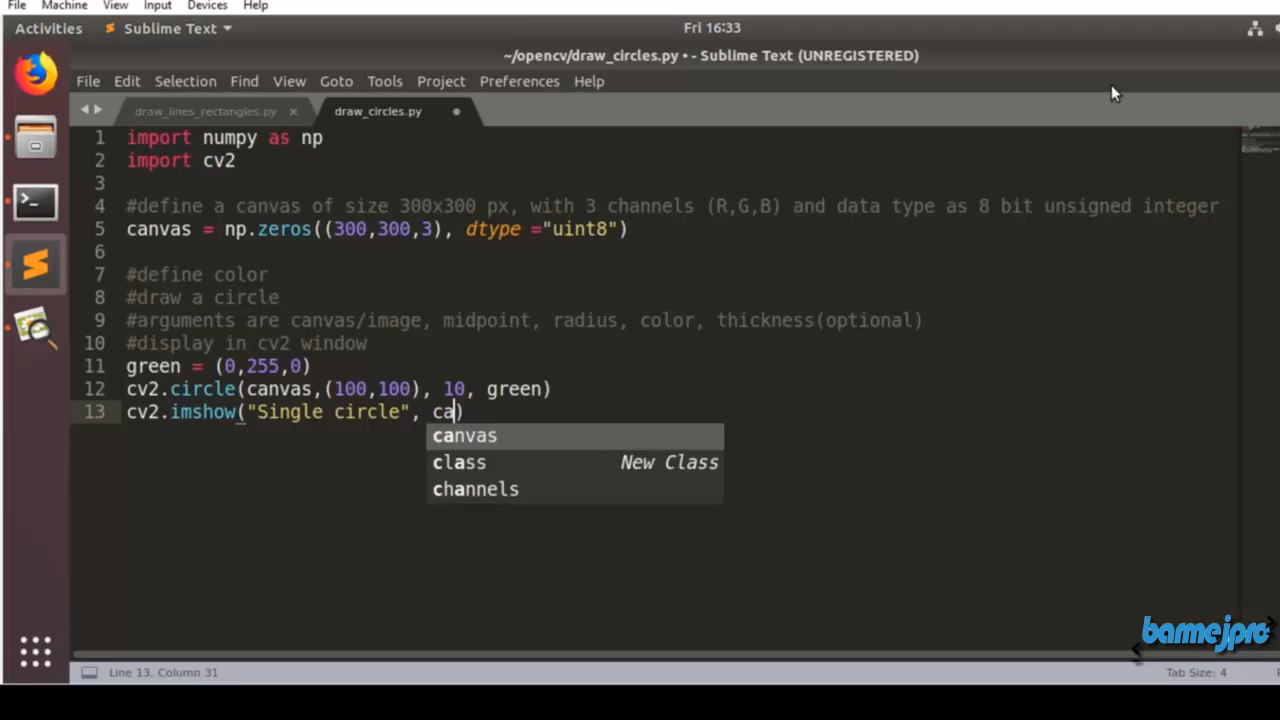 File Machine View Input Devices Help
Activities Sublime Text Fri 16:33
~/opencv/draw_circles.py • - Sublime Text (UNREGISTERED)
File Edit Selection Find View Goto Tools Project Preferences Help
draw_lines_rectangles.py × draw_circles.py
1 import numpy as np
2 import cv2
3
4 #define a canvas of size 300x300 px, with 3 channels (R,G,B) and data type as 8 bit unsigned integer
5 canvas = np.zeros((300,300,3), dtype ="uint8")
6
7 #define color
8 #draw a circle
9 #arguments are canvas/image, midpoint, radius, color, thickness(optional)
10 #display in cv2 window
11 green = (0,255,0)
12 cv2.circle(canvas,(100,100), 10, green)
13 cv2.imshow("Single circle", ca)
canvas
class New Class
channels
barmejpro
Line 13, Column 31 Tab Size: 4